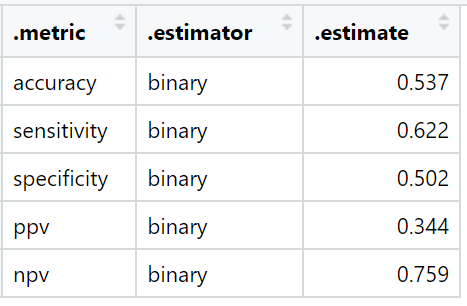 .metric .estimator .estimate
accuracy binary 0.537
sensitivity binary 0.622
specificity binary 0.502
ppv binary 0.344
npv binary 0.759